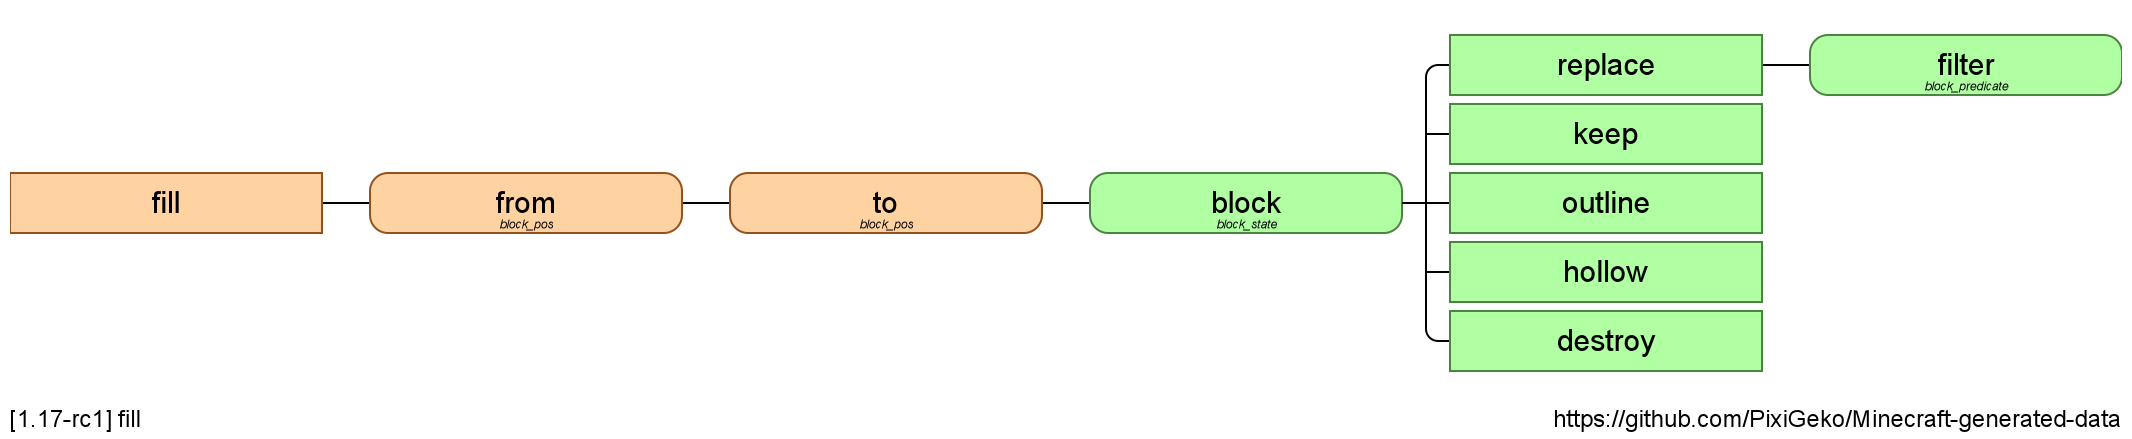 fill
from
block_pos
to
block_pos
block
block_state
replace
filter
block_predicate
keep
outline
hollow
destroy
[1.17-rc1] fill
https://github.com/PixiGeko/Minecraft-generated-data